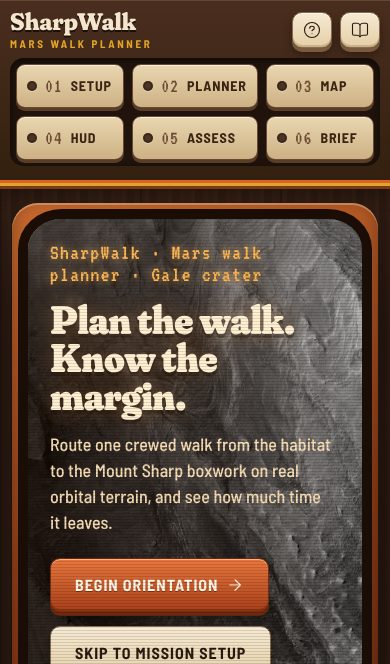 SharpWalk
MARS WALK PLANNER
01 SETUP
02 PLANNER
03 MAP
04 HUD
05 ASSESS
06 BRIEF
SharpWalk · Mars walk
planner · Gale crater
Plan the walk.
Know the
margin.
Route one crewed walk from the habitat
to the Mount Sharp boxwork on real
orbital terrain, and see how much time
it leaves.
BEGIN ORIENTATION →
SKIP TO MISSION SETUP